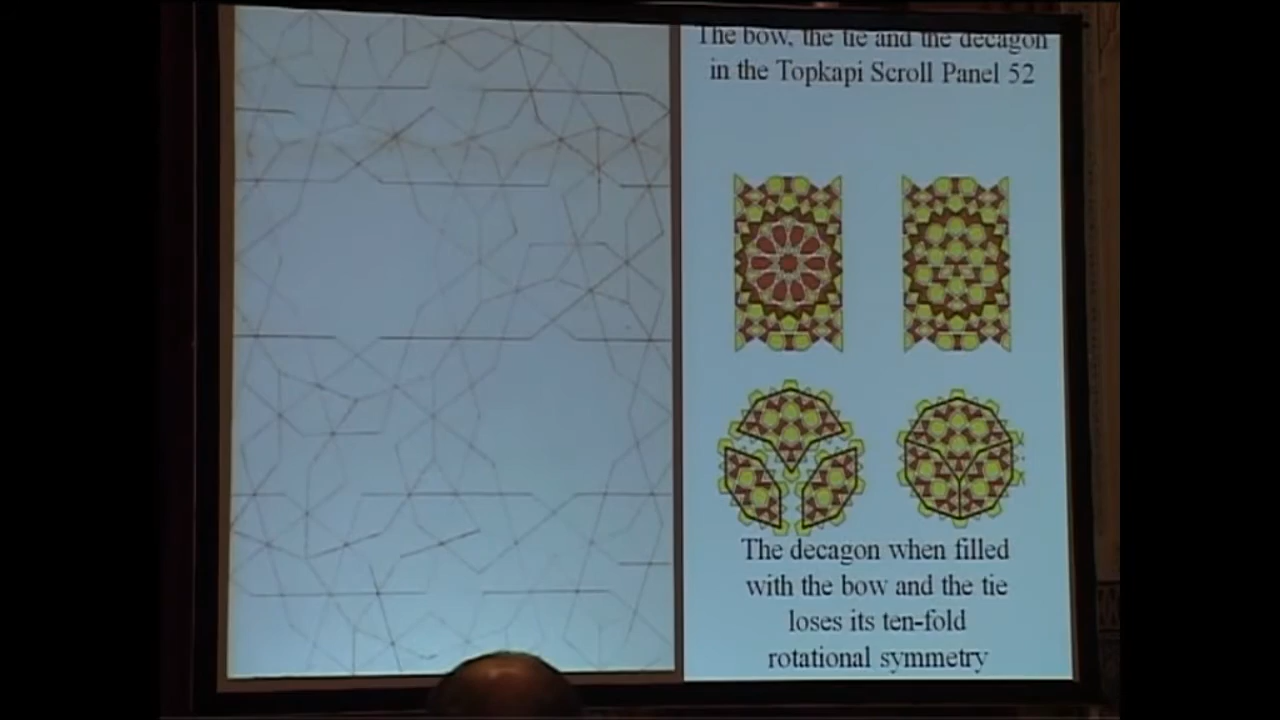 The bow, the tie and the decagon
in the Topkapi Scroll Panel 52
The decagon when filled
with the bow and the tie
loses its ten-fold
rotational symmetry